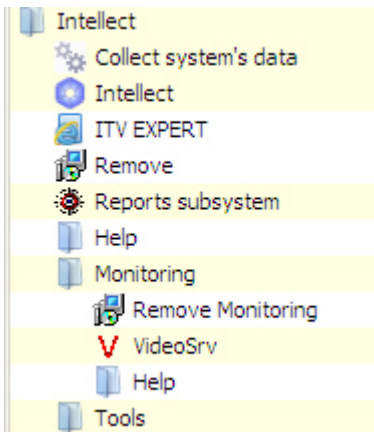 Intellect
Collect system's data
Intellect
ITV EXPERT
Remove
Reports subsystem
Help
Monitoring
Remove Monitoring
VideoSrv
Help
Tools